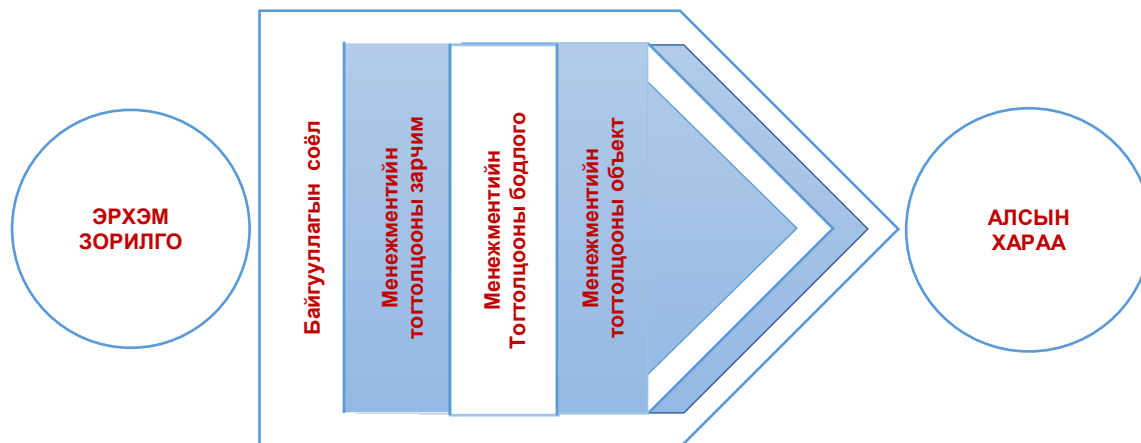 ЭРХЭМ
ЗОРИЛГО
Байгууллагын соёл
Менежментийн
тогтолцооны зарчим
Менежментийн
Тогтолцооны бодлого
Менежментийн
тогтолцооны объект
АЛСЫН
ХАРАА